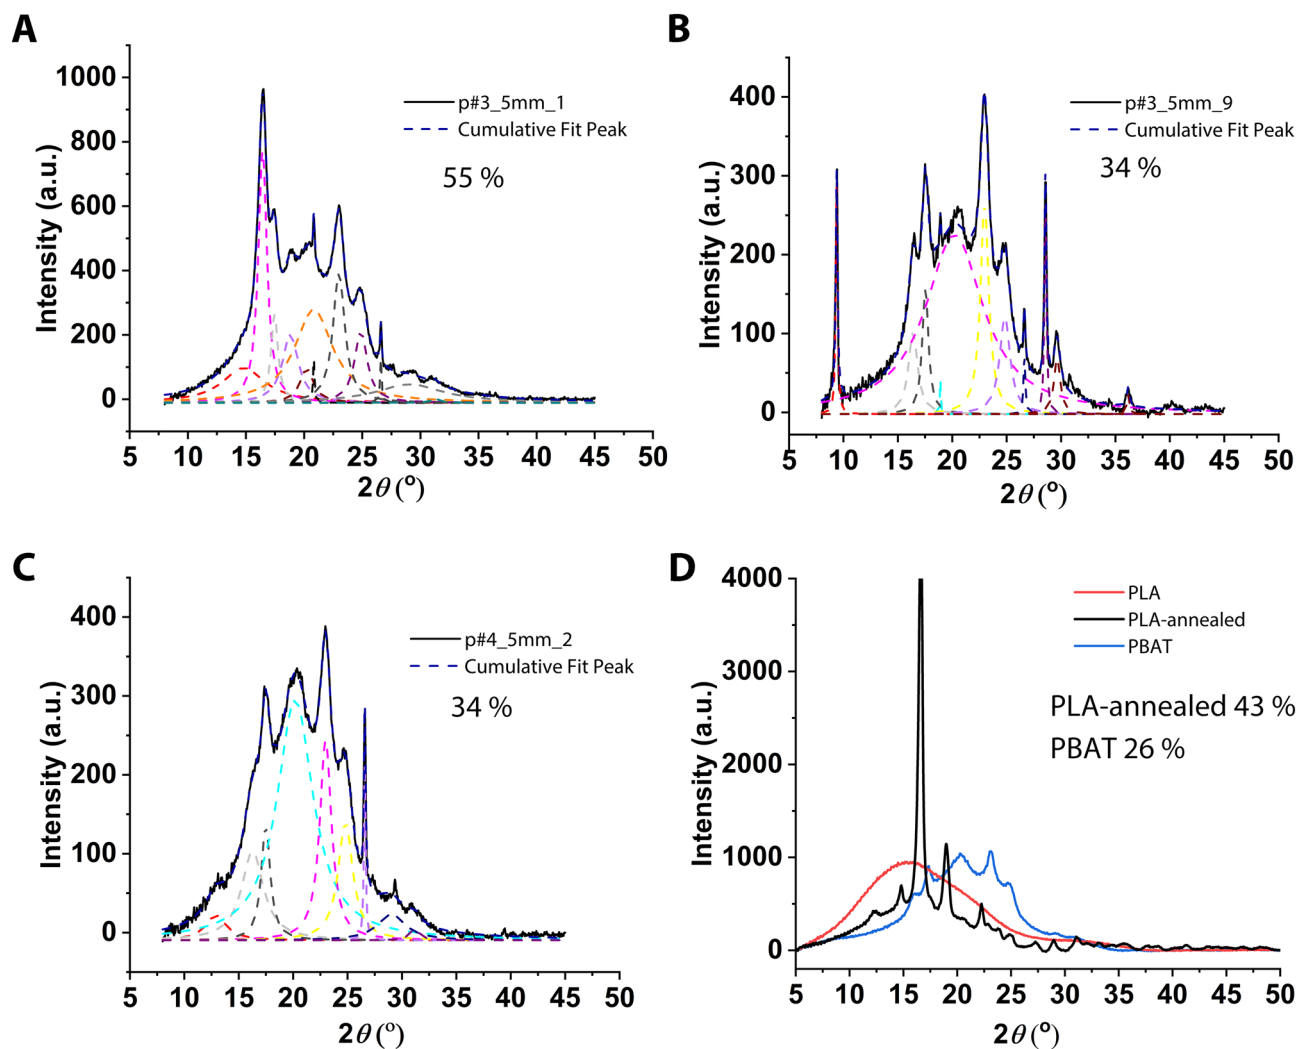 A
1000
800
600
400
200
0
Intensity (a.u.)
p#3_5mm_1
Cumulative Fit Peak
55 %
5 10 15 20 25 30 35 40 45 50
2θ (°)
B
400
300
200
100
0
Intensity (a.u.)
p#3_5mm_9
Cumulative Fit Peak
34 %
5 10 15 20 25 30 35 40 45 50
2θ (°)
C
400
300
200
100
0
Intensity (a.u.)
p#4_5mm_2
Cumulative Fit Peak
34 %
5 10 15 20 25 30 35 40 45 50
2θ (°)
D
4000
3000
2000
1000
0
Intensity (a.u.)
PLA
PLA-annealed
PBAT
PLA-annealed 43 %
PBAT 26 %
5 10 15 20 25 30 35 40 45 50
2θ (°)